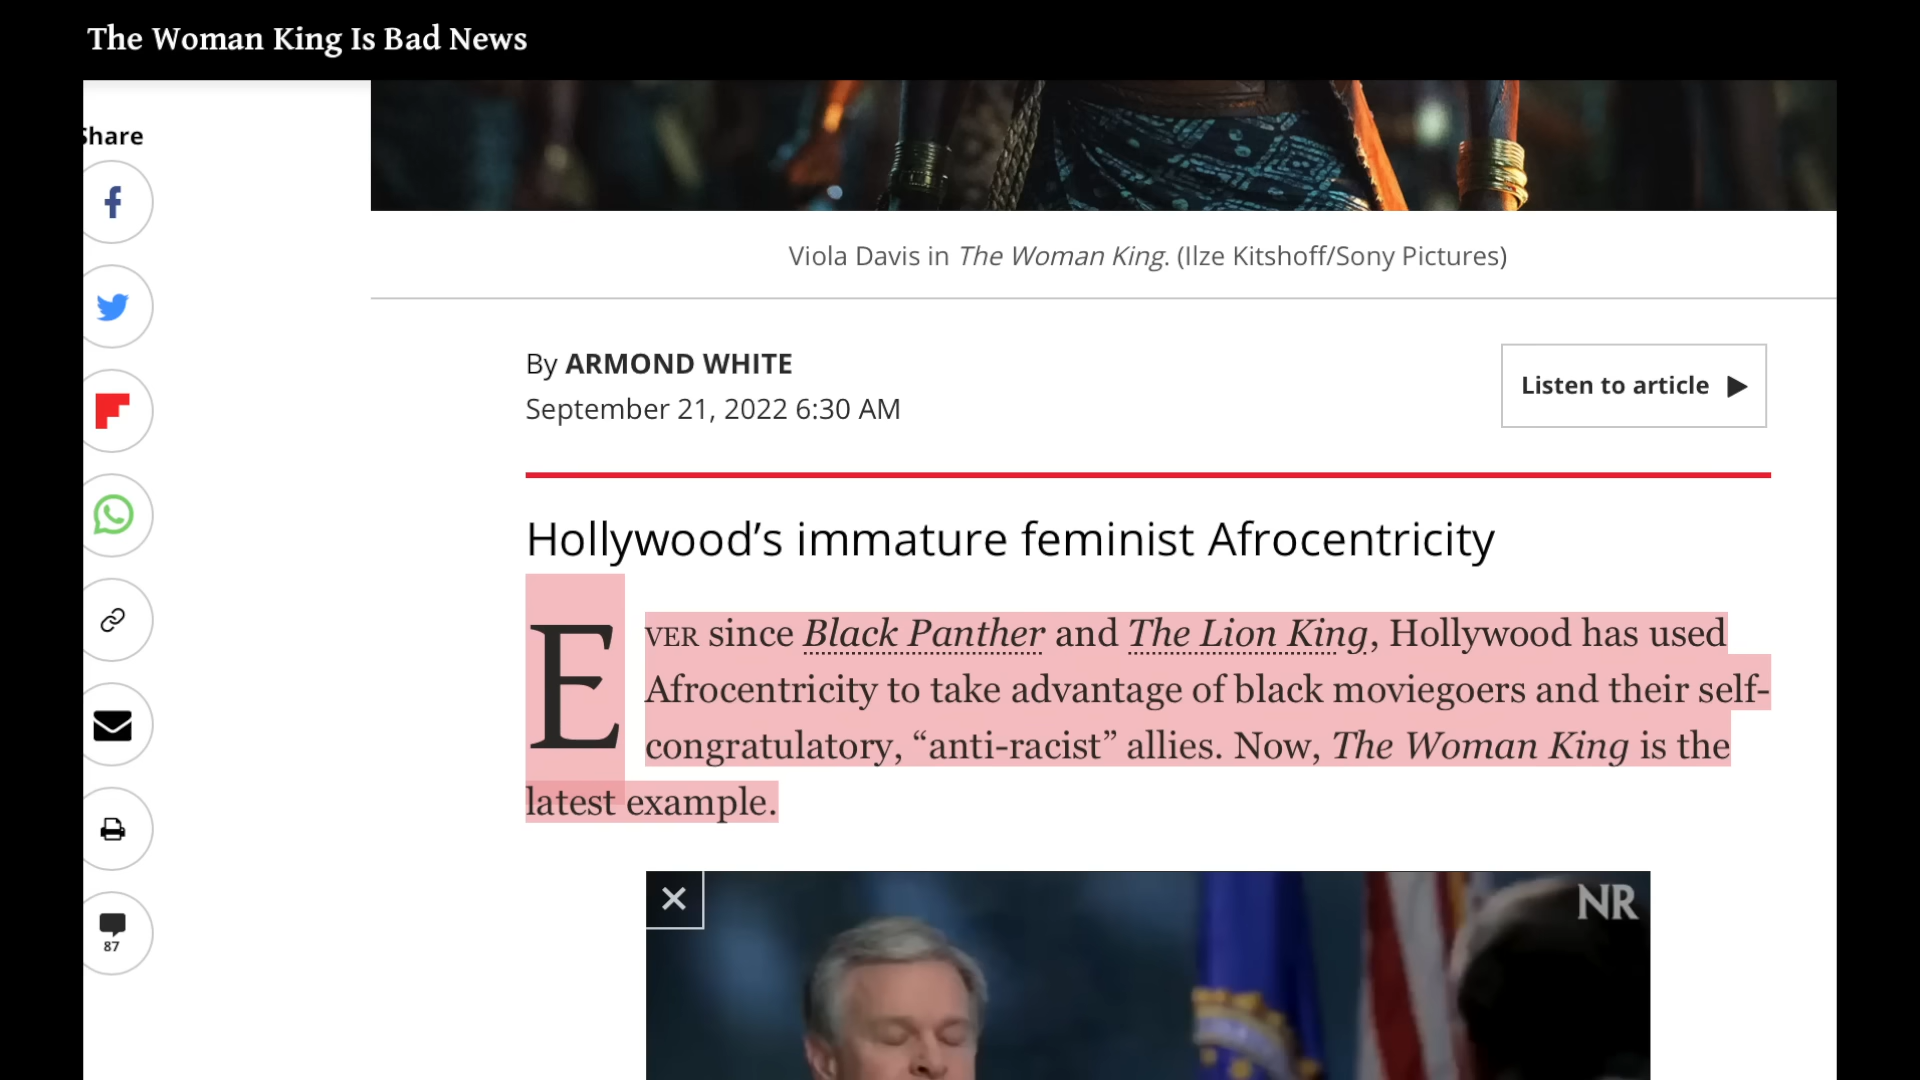 The Woman King Is Bad News
Share
Viola Davis in The Woman King. (Ilze Kitshoff/Sony Pictures)
By ARMOND WHITE
September 21, 2022 6:30 AM
Listen to article
Hollywood’s immature feminist Afrocentricity
EVER since Black Panther and The Lion King, Hollywood has used
Afrocentricity to take advantage of black moviegoers and their self-
congratulatory, “anti-racist” allies. Now, The Woman King is the
latest example.
NR
87